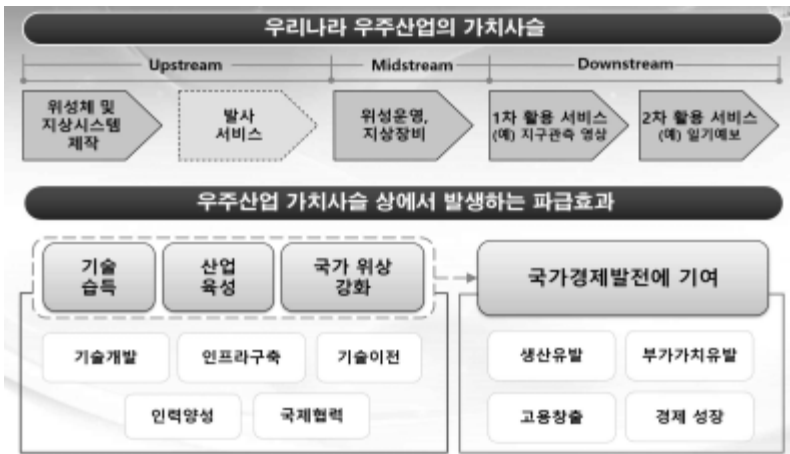 우리나라 우주산업의 가치사슬
Upstream
Midstream
Downstream
위성체 및
지상시스템
제작
발사
서비스
위성운영,
지상장비
1차 활용 서비스
(예) 지구관측 영상
2차 활용 서비스
(예) 일기예보
우주산업 가치사슬 상에서 발생하는 파급효과
기술
습득
산업
육성
국가 위상
강화
국가경제발전에 기여
기술개발
인프라구축
기술이전
인력양성
국제협력
생산유발
부가가치유발
고용창출
경제 성장